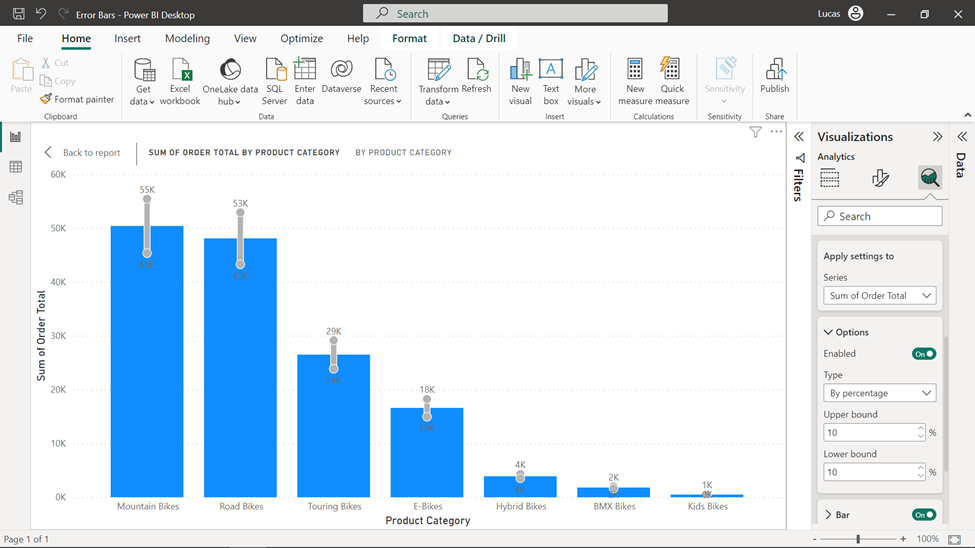 Error Bars - Power BI Desktop
Search
Lucas
File Home Insert Modeling View Optimize Help Format Data / Drill
Paste
Cut
Copy
Format painter
Clipboard
Get data
Excel workbook
OneLake data hub
SQL Server
Enter data
Dataverse
Recent sources
Data
Transform data
Refresh
Queries
New visual
Text box
More visuals
Insert
New measure
Quick measure
Calculations
Sensitivity
Sensitivity
Publish
Share
Back to report
SUM OF ORDER TOTAL BY PRODUCT CATEGORY
BY PRODUCT CATEGORY
Sum of Order Total
60K
50K
40K
30K
20K
10K
0K
55K
53K
29K
18K
4K
2K
1K
Mountain Bikes Road Bikes Touring Bikes E-Bikes Hybrid Bikes BMX Bikes Kids Bikes
Product Category
Filters
Visualizations
Analytics
Search
Apply settings to
Series
Sum of Order Total
Options
Enabled
On
Type
By percentage
Upper bound
10 %
Lower bound
10 %
Bar
On
Data
Page 1 of 1
- + 100%